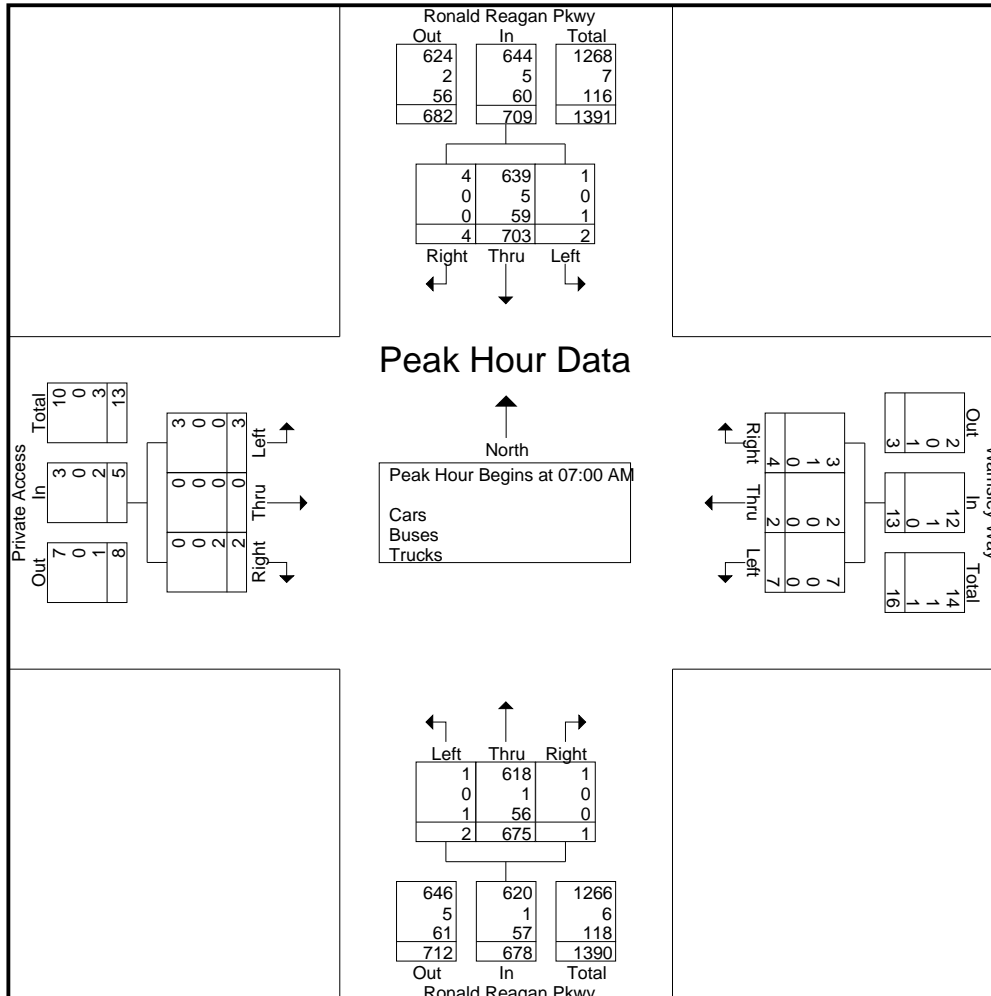 Ronald Reagan Pkwy
Out In Total
624 644 1268
2 5 7
56 60 116
682 709 1391
4 639 1
0 5 0
0 59 1
4 703 2
Right Thru Left
Peak Hour Data
North
Peak Hour Begins at 07:00 AM
Cars
Buses
Trucks
Private Access
Out In Total
7 3 10
0 0 0
1 2 3
8 5 13
0 0 3
0 0 0
2 0 0
2 0 3
Right Thru Left
Way
Out In Total
2 12 14
0 1 1
1 0 1
3 13 16
3 2 7
1 0 0
0 0 0
4 2 7
Right Thru Left
Left Thru Right
1 618 1
0 1 0
1 56 0
2 675 1
646 620 1266
5 1 6
61 57 118
712 678 1390
Out In Total
Ronald Reagan Pkwy